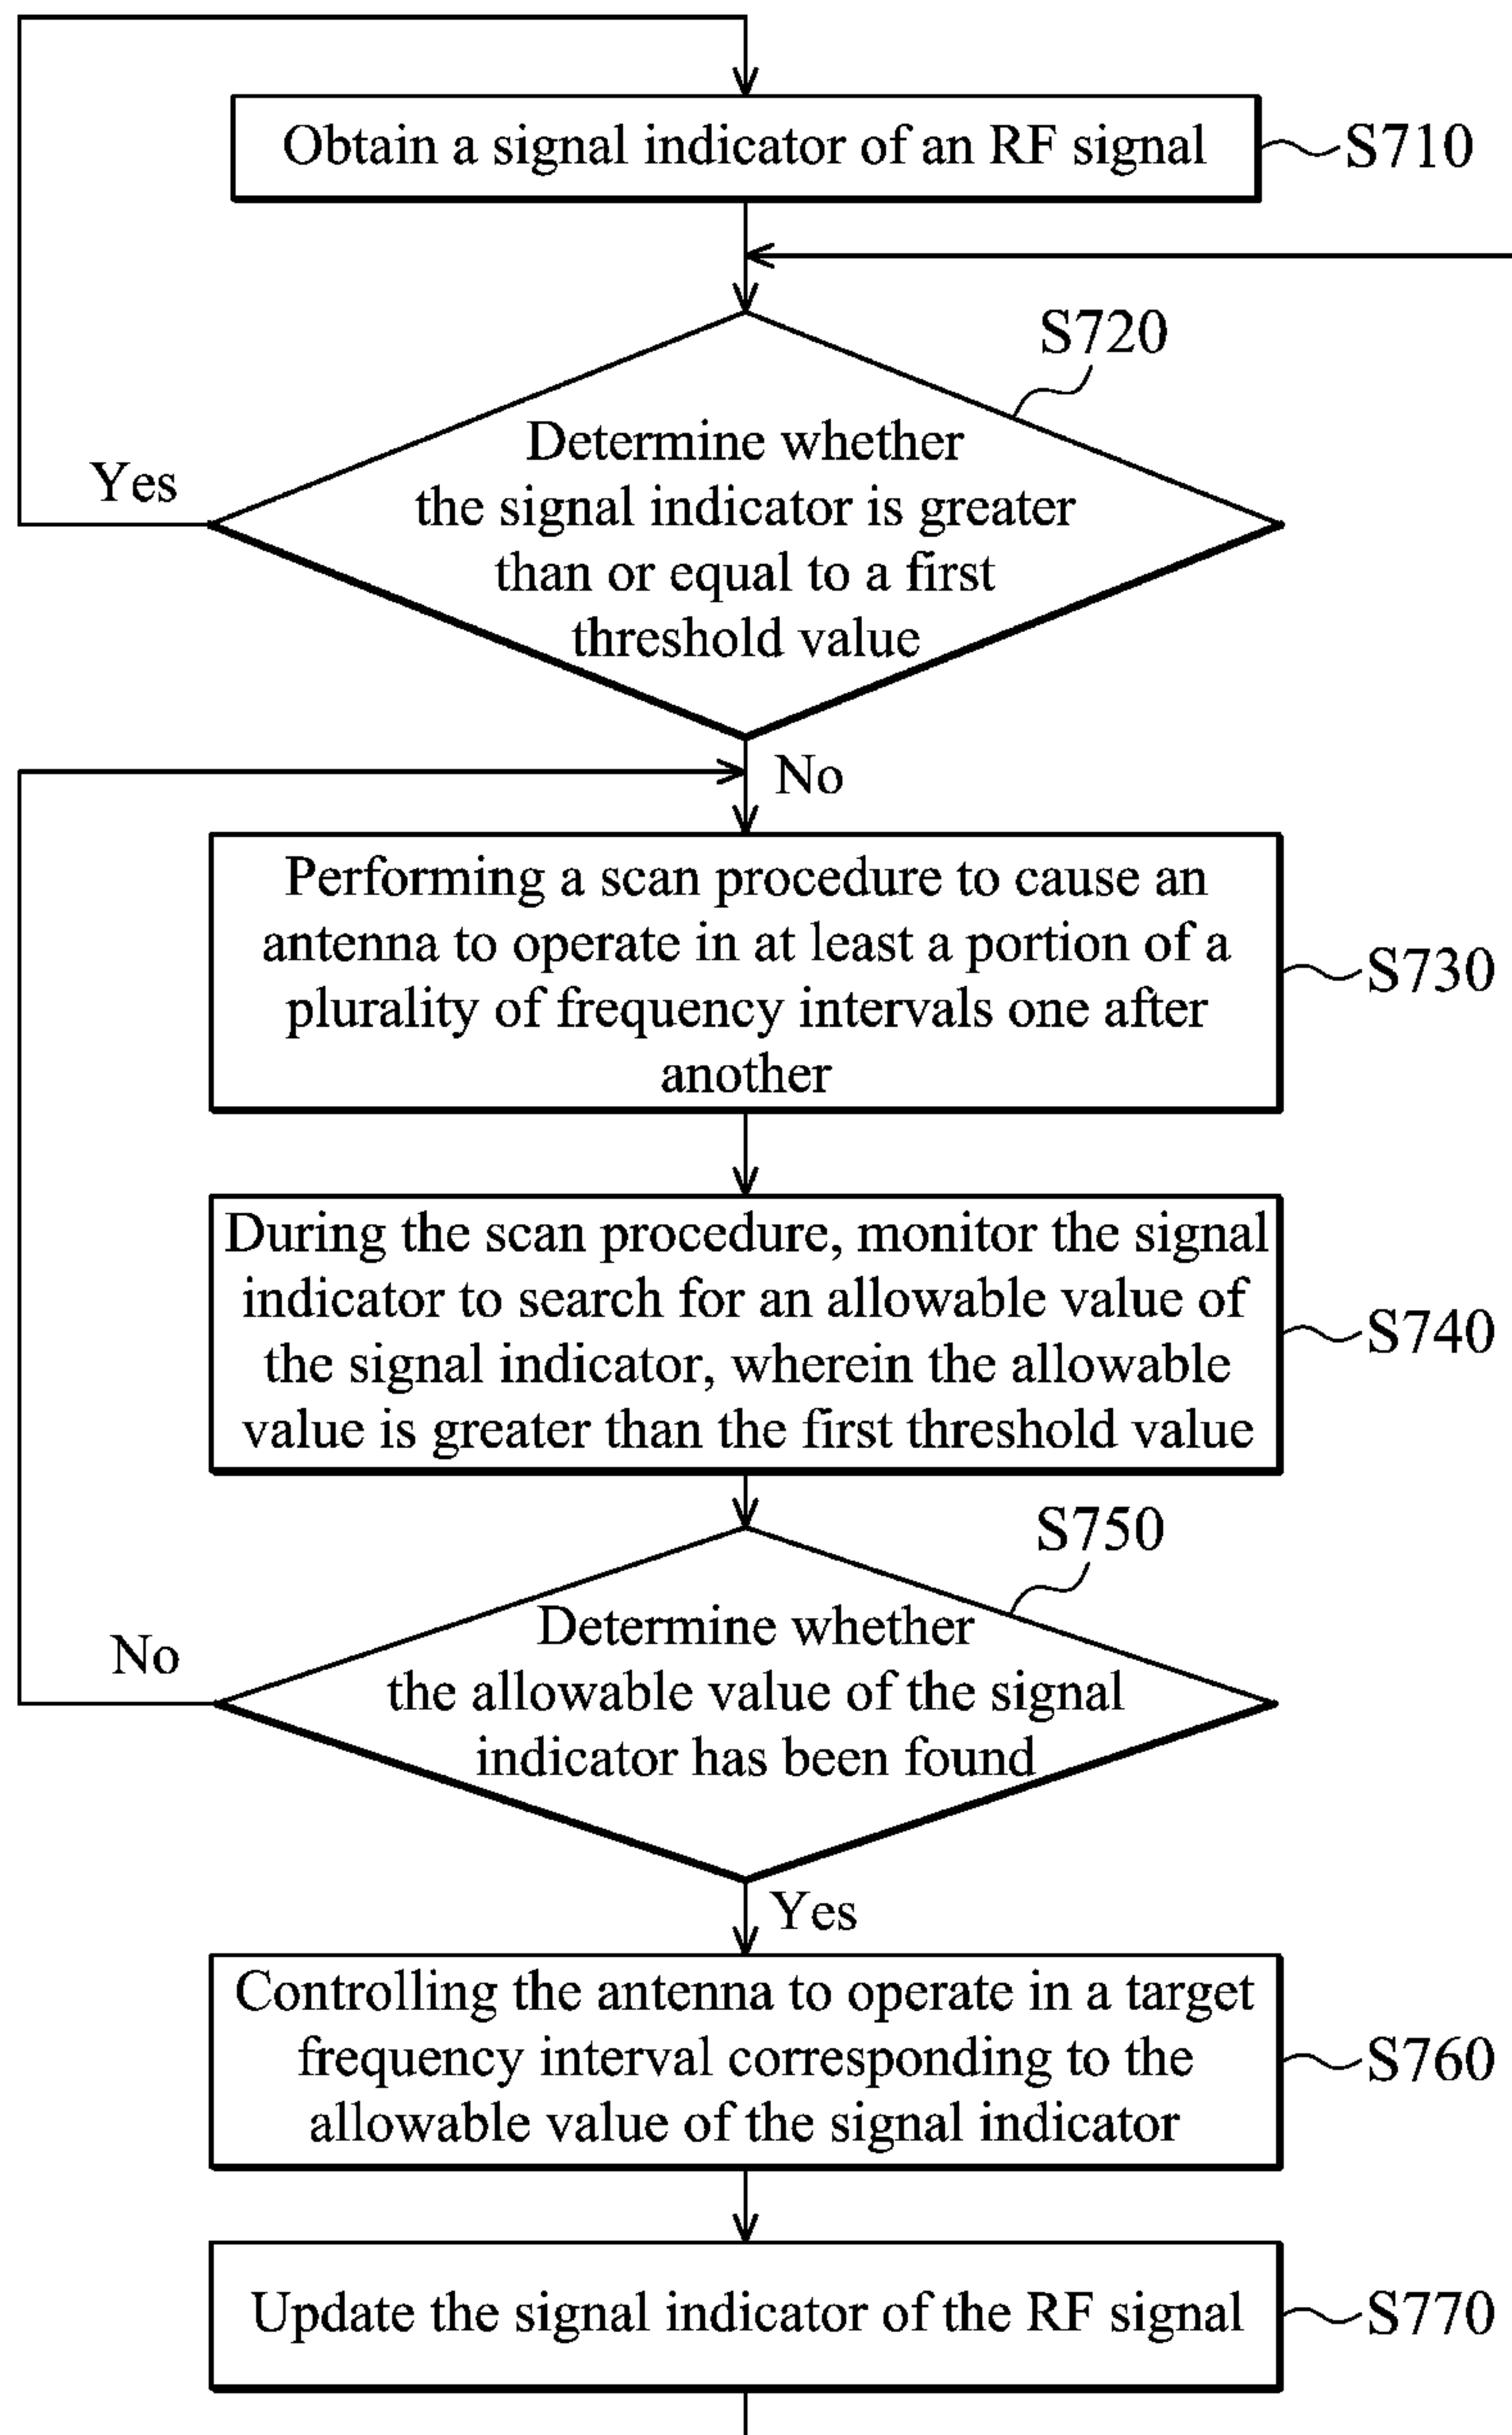 Obtain a signal indicator of an RF signal
S710
S720
Determine whether
the signal indicator is greater
than or equal to a first
threshold value
Yes
No
Performing a scan procedure to cause an
antenna to operate in at least a portion of a
plurality of frequency intervals one after
another
S730
During the scan procedure, monitor the signal
indicator to search for an allowable value of
the signal indicator, wherein the allowable
value is greater than the first threshold value
S740
S750
Determine whether
the allowable value of the signal
indicator has been found
No
Yes
Controlling the antenna to operate in a target
frequency interval corresponding to the
allowable value of the signal indicator
S760
Update the signal indicator of the RF signal
S770